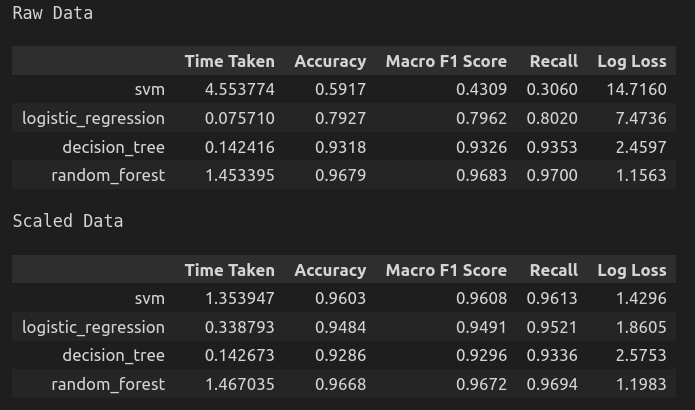 Raw Data
Time Taken Accuracy Macro F1 Score Recall Log Loss
svm 4.553774 0.5917 0.4309 0.3060 14.7160
logistic_regression 0.075710 0.7927 0.7962 0.8020 7.4736
decision_tree 0.142416 0.9318 0.9326 0.9353 2.4597
random_forest 1.453395 0.9679 0.9683 0.9700 1.1563
Scaled Data
Time Taken Accuracy Macro F1 Score Recall Log Loss
svm 1.353947 0.9603 0.9608 0.9613 1.4296
logistic_regression 0.338793 0.9484 0.9491 0.9521 1.8605
decision_tree 0.142673 0.9286 0.9296 0.9336 2.5753
random_forest 1.467035 0.9668 0.9672 0.9694 1.1983